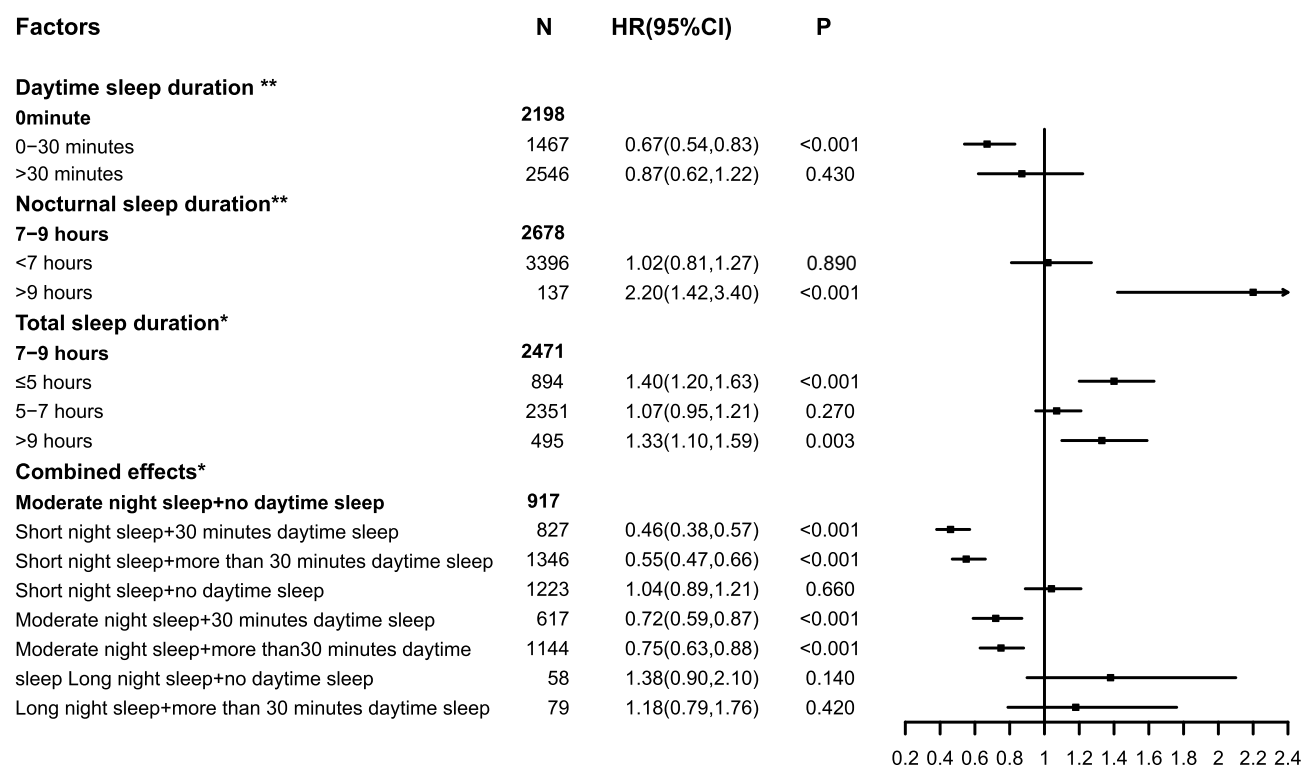 Factors N HR(95%CI) P
Daytime sleep duration **
0minute 2198
0−30 minutes 1467 0.67(0.54,0.83) <0.001
>30 minutes 2546 0.87(0.62,1.22) 0.430
Nocturnal sleep duration**
7−9 hours 2678
<7 hours 3396 1.02(0.81,1.27) 0.890
>9 hours 137 2.20(1.42,3.40) <0.001
Total sleep duration*
7−9 hours 2471
≤5 hours 894 1.40(1.20,1.63) <0.001
5−7 hours 2351 1.07(0.95,1.21) 0.270
>9 hours 495 1.33(1.10,1.59) 0.003
Combined effects*
Moderate night sleep+no daytime sleep 917
Short night sleep+30 minutes daytime sleep 827 0.46(0.38,0.57) <0.001
Short night sleep+more than 30 minutes daytime sleep 1346 0.55(0.47,0.66) <0.001
Short night sleep+no daytime sleep 1223 1.04(0.89,1.21) 0.660
Moderate night sleep+30 minutes daytime sleep 617 0.72(0.59,0.87) <0.001
Moderate night sleep+more than30 minutes daytime 1144 0.75(0.63,0.88) <0.001
sleep Long night sleep+no daytime sleep 58 1.38(0.90,2.10) 0.140
Long night sleep+more than 30 minutes daytime sleep 79 1.18(0.79,1.76) 0.420
0.2 0.4 0.6 0.8 1 1.2 1.4 1.6 1.8 2 2.2 2.4